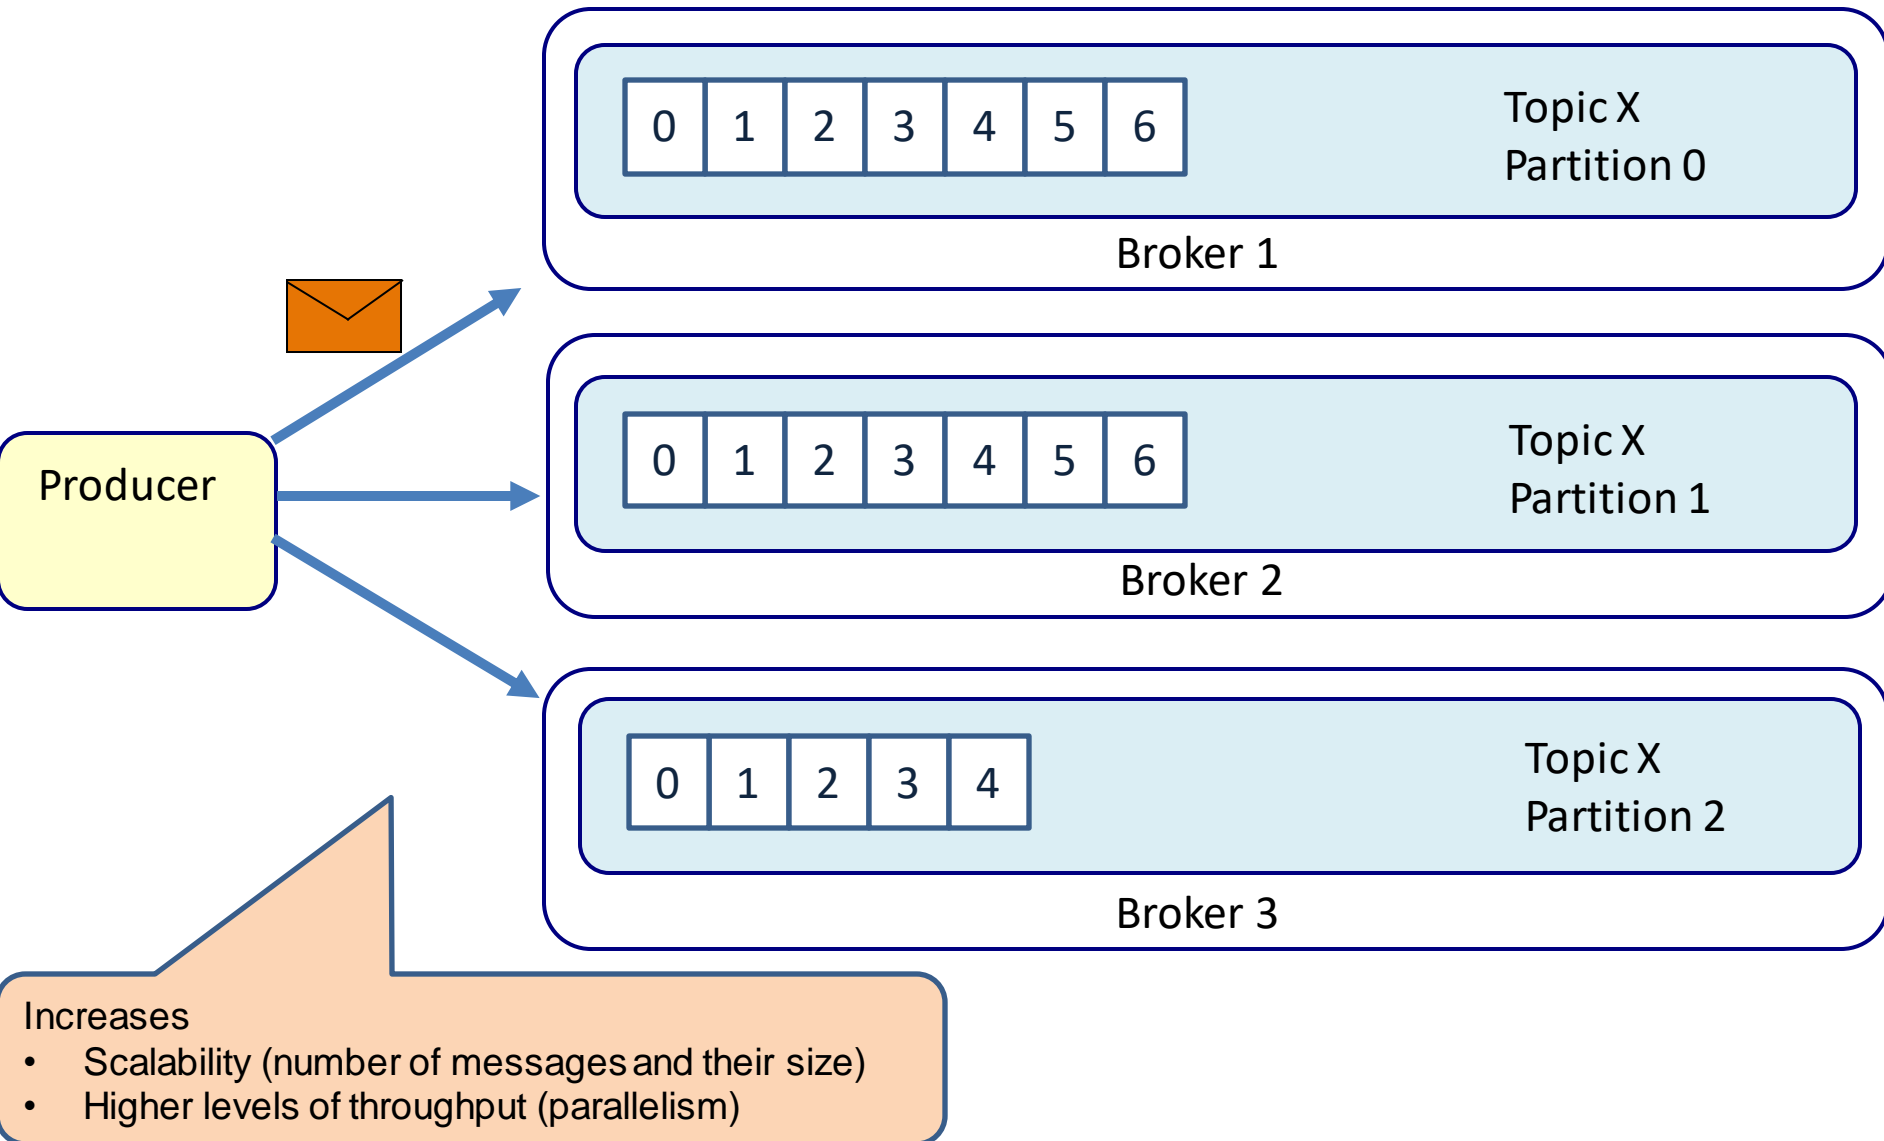 0 1 2 3 4 5 6
Topic X
Partition 0
Broker 1
Producer
0 1 2 3 4 5 6
Topic X
Partition 1
Broker 2
0 1 2 3 4
Topic X
Partition 2
Broker 3
Increases
• Scalability (number of messages and their size)
• Higher levels of throughput (parallelism)